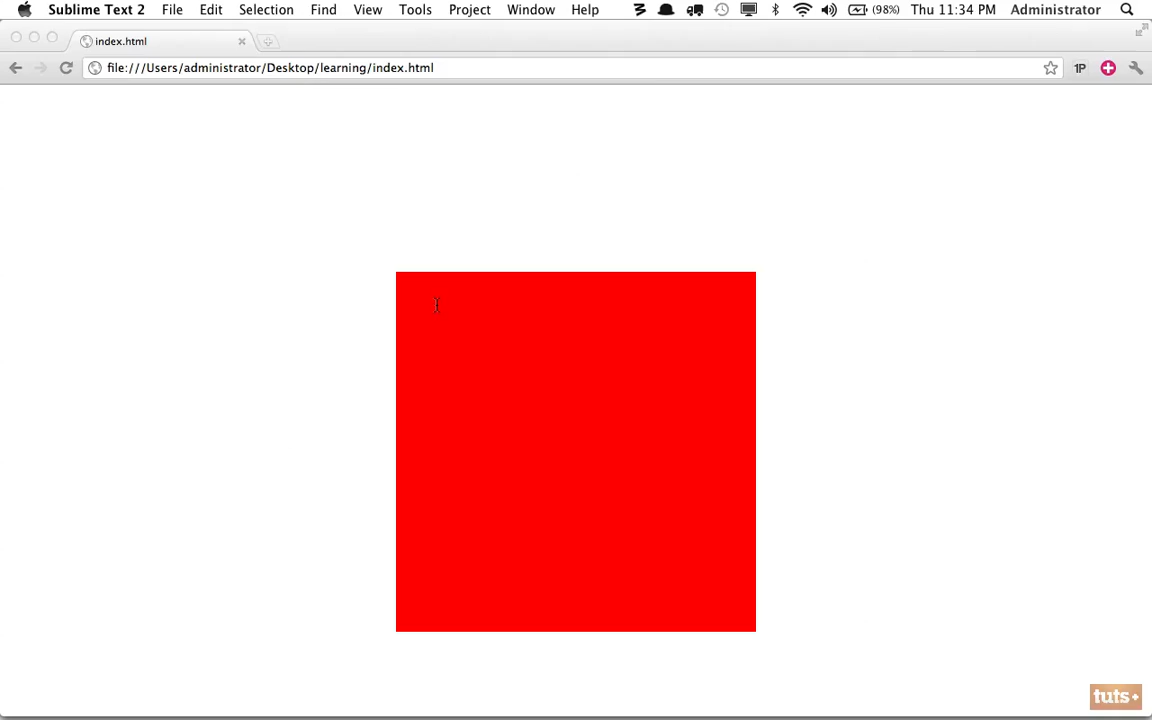 Sublime Text 2 File Edit Selection Find View Tools Project Window Help (98%) Thu 11:34 PM Administrator
index.html
file:///Users/administrator/Desktop/learning/index.html 1P
tuts+